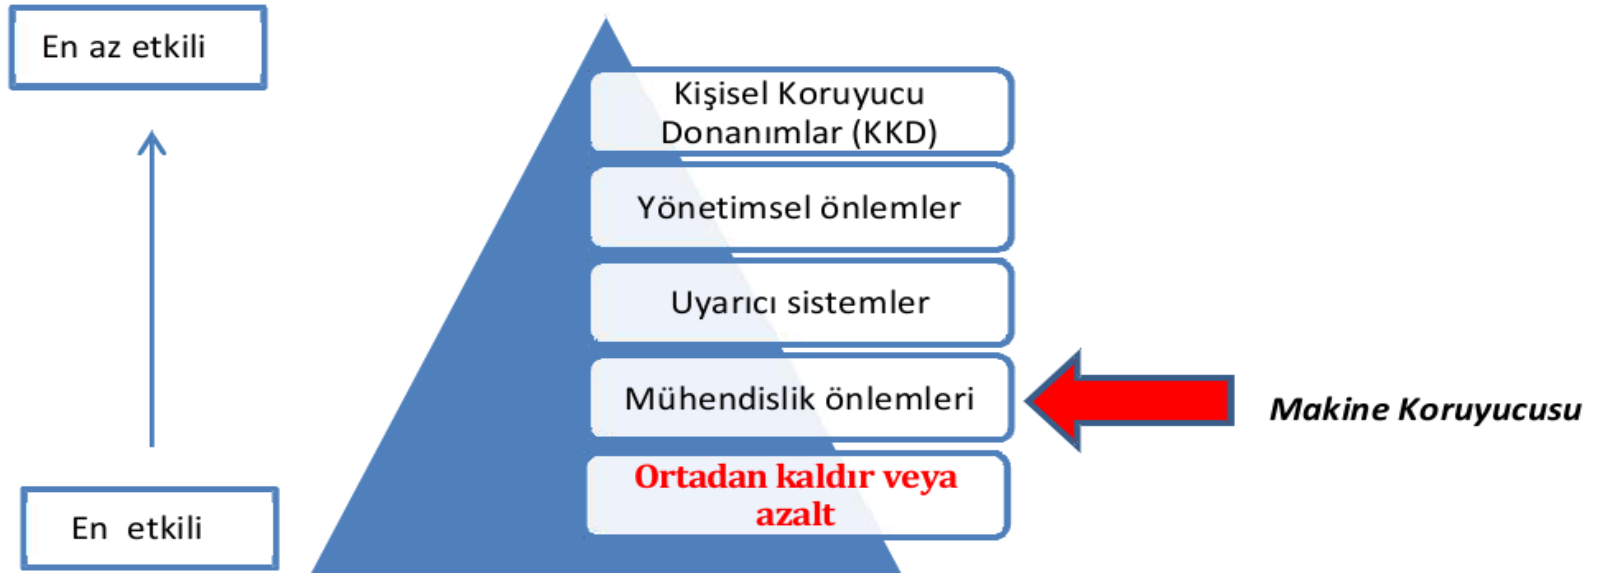 En az etkili
Kişisel Koruyucu
Donanımlar (KKD)
Yönetimsel önlemler
Uyarıcı sistemler
Mühendislik önlemleri
Makine Koruyucusu
Ortadan kaldır veya
azalt
En etkili